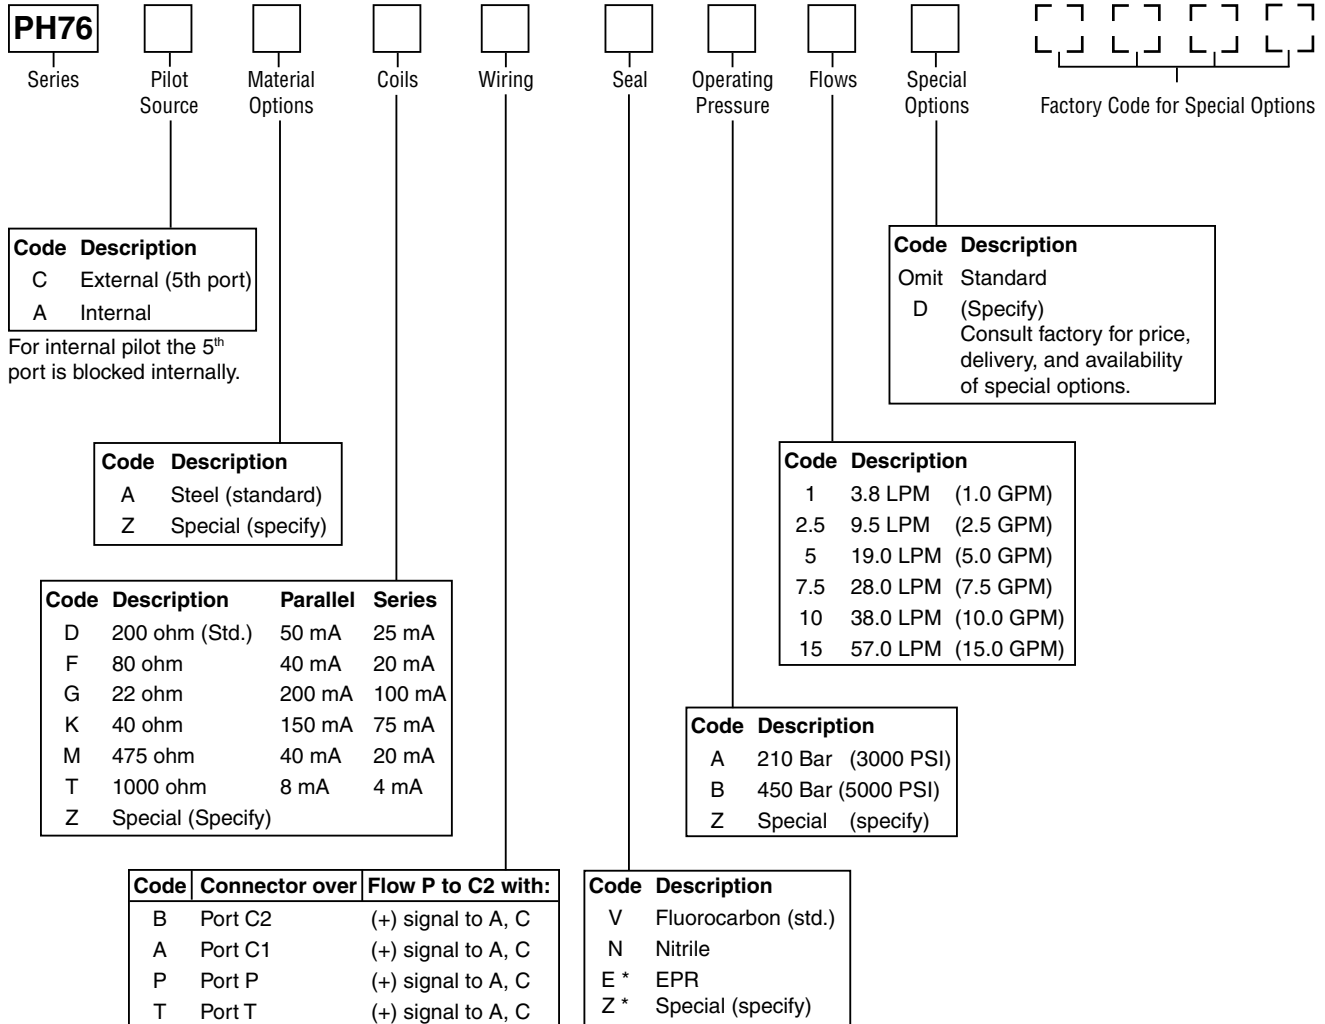 PH76
Series
Pilot Source
Material Options
Coils
Wiring
Seal
Operating Pressure
Flows
Special Options
Factory Code for Special Options
Code Description
C External (5th port)
A Internal
For internal pilot the 5th
port is blocked internally.
Code Description
Omit Standard
D (Specify)
Consult factory for price,
delivery, and availability
of special options.
Code Description
A Steel (standard)
Z Special (specify)
Code Description
1 3.8 LPM (1.0 GPM)
2.5 9.5 LPM (2.5 GPM)
5 19.0 LPM (5.0 GPM)
7.5 28.0 LPM (7.5 GPM)
10 38.0 LPM (10.0 GPM)
15 57.0 LPM (15.0 GPM)
Code Description Parallel Series
D 200 ohm (Std.) 50 mA 25 mA
F 80 ohm 40 mA 20 mA
G 22 ohm 200 mA 100 mA
K 40 ohm 150 mA 75 mA
M 475 ohm 40 mA 20 mA
T 1000 ohm 8 mA 4 mA
Z Special (Specify)
Code Description
A 210 Bar (3000 PSI)
B 450 Bar (5000 PSI)
Z Special (specify)
Code Connector over Flow P to C2 with:
B Port C2 (+) signal to A, C
A Port C1 (+) signal to A, C
P Port P (+) signal to A, C
T Port T (+) signal to A, C
Code Description
V Fluorocarbon (std.)
N Nitrile
E * EPR
Z * Special (specify)